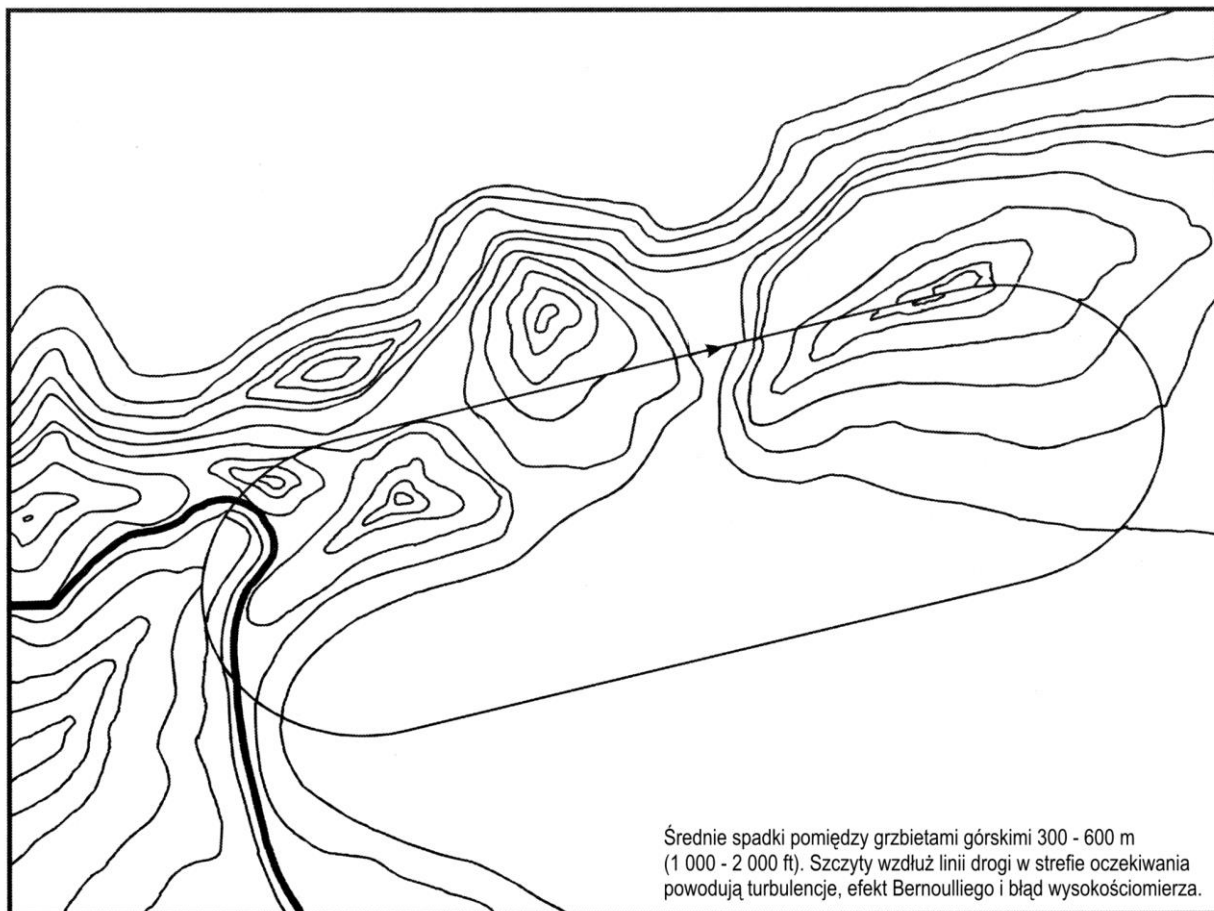 Średnie spadki pomiędzy grzbietami górskimi 300 - 600 m
(1 000 - 2 000 ft). Szczyty wzdłuż linii drogi w strefie oczekiwania
powodują turbulencje, efekt Bernoulliego i błąd wysokościomierza.